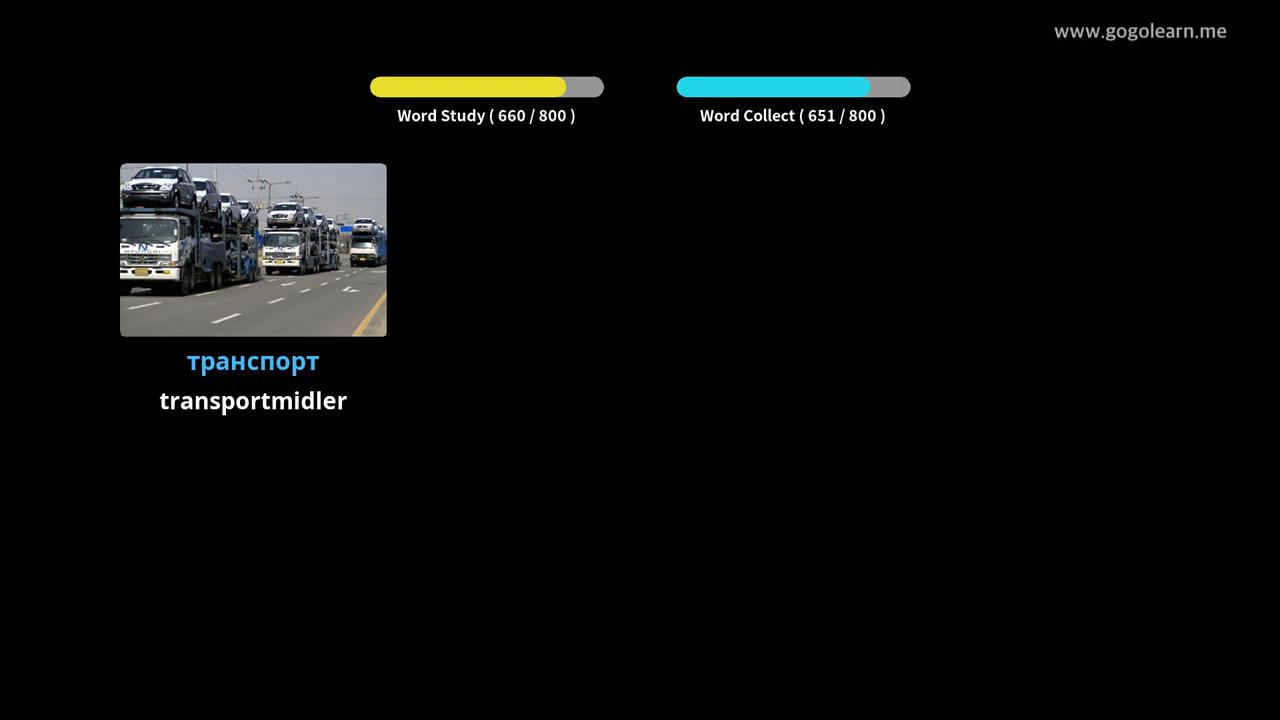 www.gogolearn.me
Word Study ( 660 / 800 )
Word Collect ( 651 / 800 )
транспорт
transportmidler